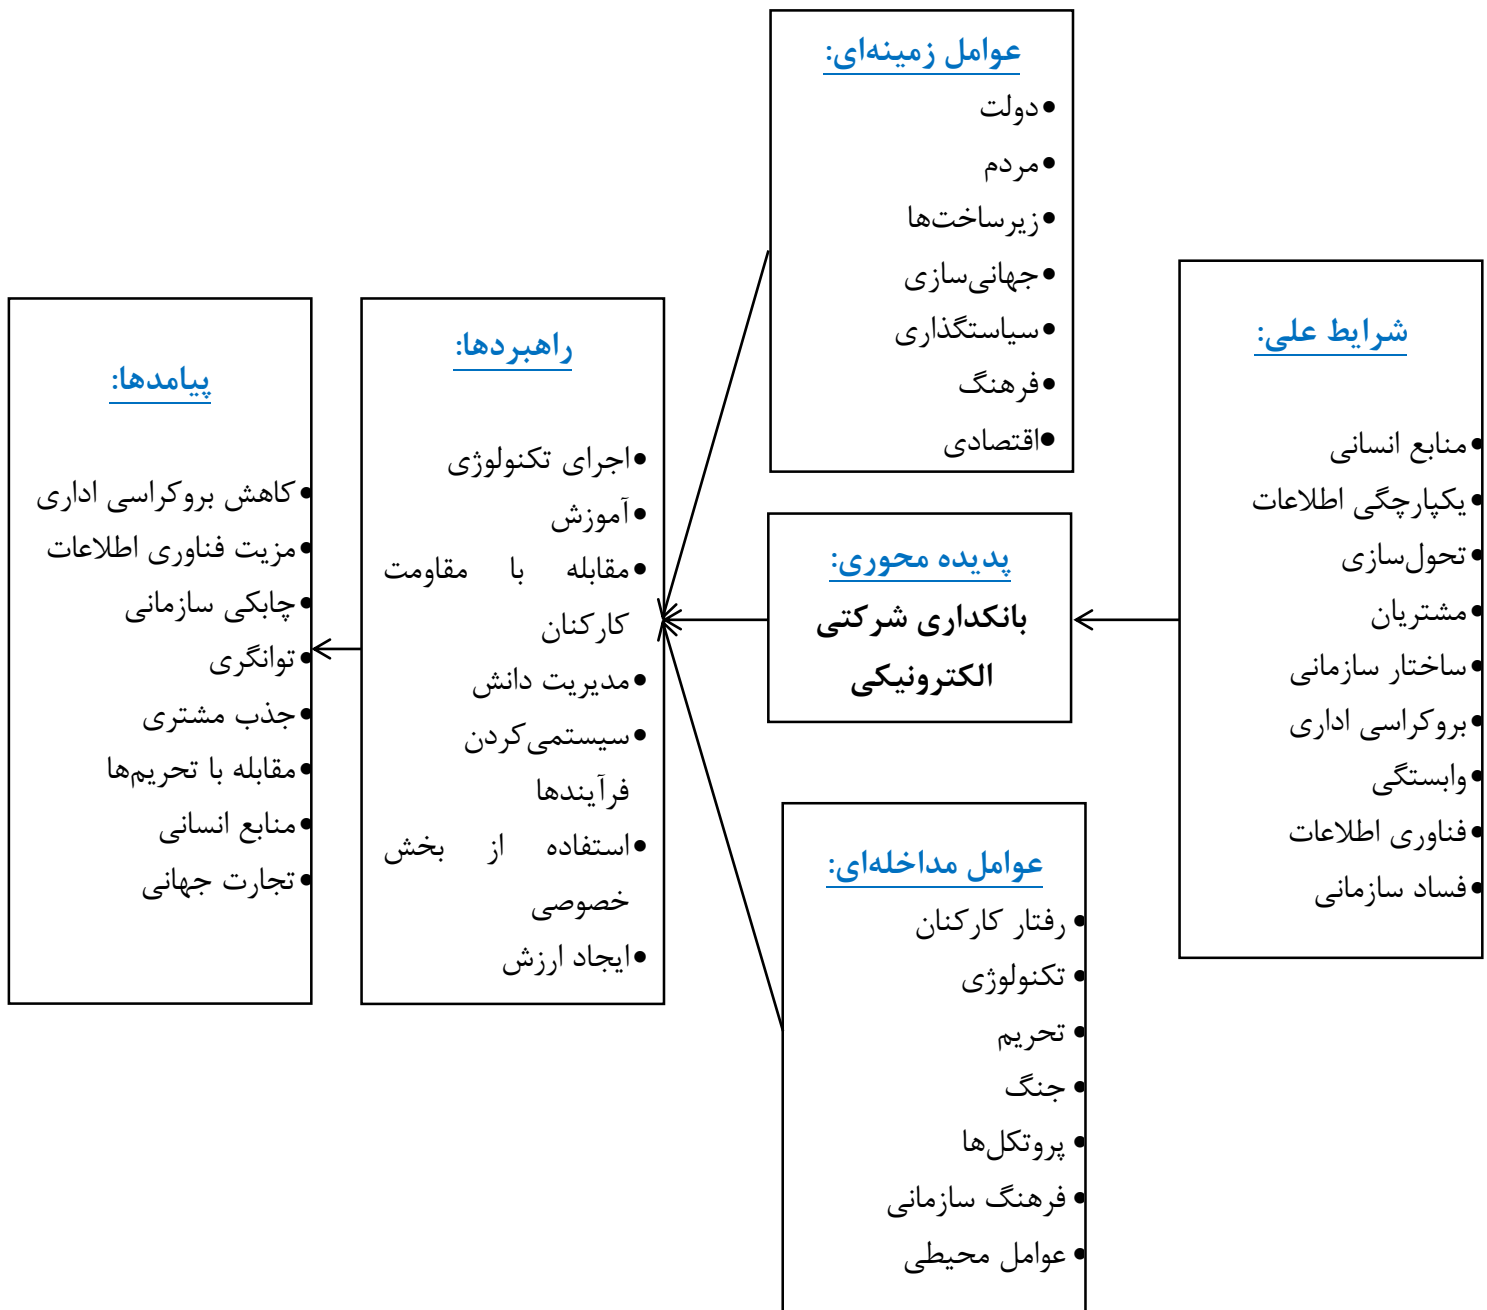 عوامل زمینه‌ای:
•دولت
•مردم
•زیرساخت‌ها
•جهانی‌سازی
•سیاستگذاری
•فرهنگ
•اقتصادی
شرایط علی:
•منابع انسانی
•یکپارچگی اطلاعات
•تحول‌سازی
•مشتریان
•ساختار سازمانی
•بروکراسی اداری
•وابستگی
•فناوری اطلاعات
•فساد سازمانی
پدیده محوری:
بانکداری شرکتی
الکترونیکی
عوامل مداخله‌ای:
•رفتار کارکنان
•تکنولوژی
•تحریم
•جنگ
•پروتکل‌ها
•فرهنگ سازمانی
•عوامل محیطی
راهبردها:
•اجرای تکنولوژی
•آموزش
•مقابله با مقاومت
کارکنان
•مدیریت دانش
•سیستمی‌کردن
فرآیندها
•استفاده از بخش
خصوصی
•ایجاد ارزش
پیامدها:
•کاهش بروکراسی اداری
•مزیت فناوری اطلاعات
•چابکی سازمانی
•توانگری
•جذب مشتری
•مقابله با تحریم‌ها
•منابع انسانی
•تجارت جهانی